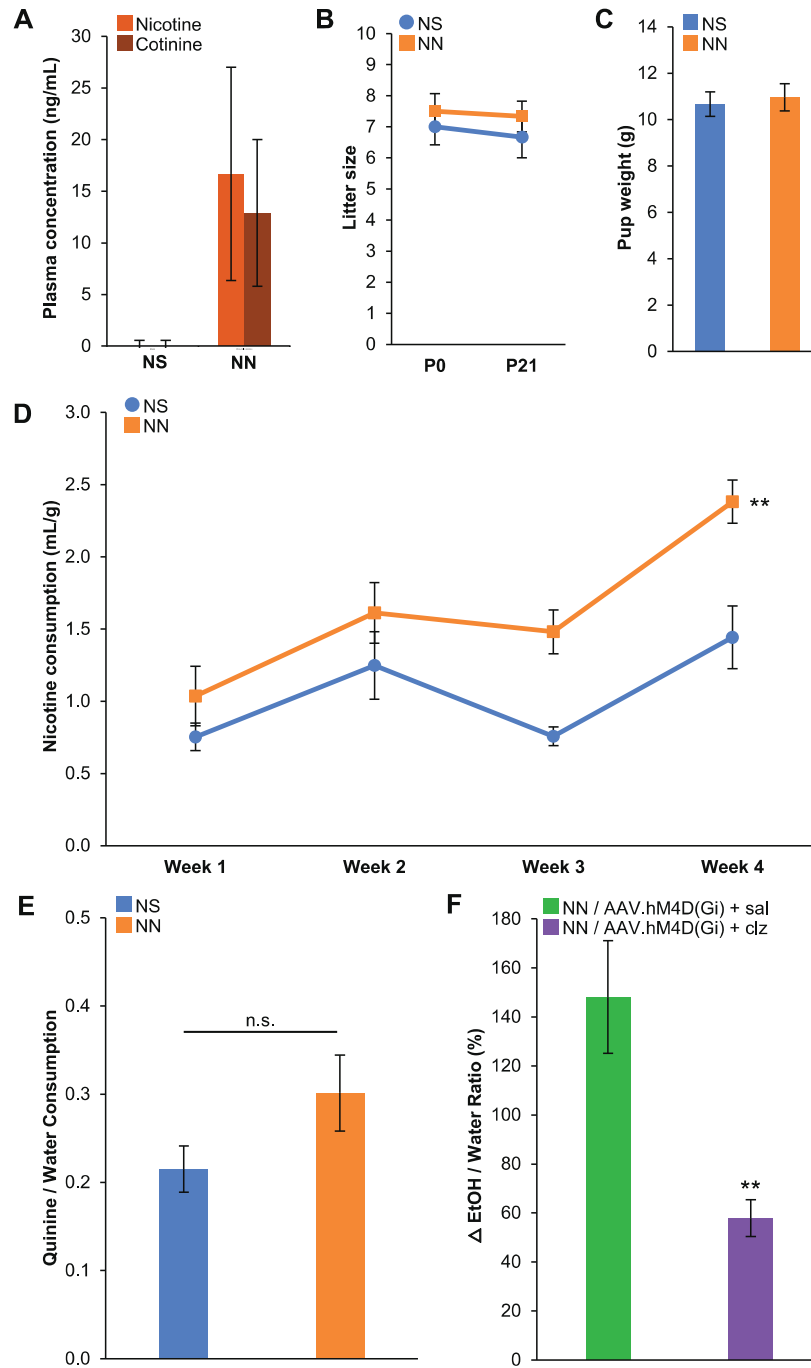 A
Nicotine
Cotinine
Plasma concentration (ng/mL)
30
25
20
15
10
5
0
NS
NN
B
NS
NN
Litter size
10
9
8
7
6
5
4
3
2
1
0
P0
P21
C
NS
NN
Pup weight (g)
14
12
10
8
6
4
2
0
D
NS
NN
Nicotine consumption (mL/g)
3.0
2.5
2.0
1.5
1.0
0.5
0.0
**
Week 1
Week 2
Week 3
Week 4
E
NS
NN
Quinine / Water Consumption
0.5
0.4
0.3
0.2
0.1
0.0
n.s.
F
NN / AAV.hM4D(Gi) + sal
NN / AAV.hM4D(Gi) + clz
Δ EtOH / Water Ratio (%)
180
160
140
120
100
80
60
40
20
0
**